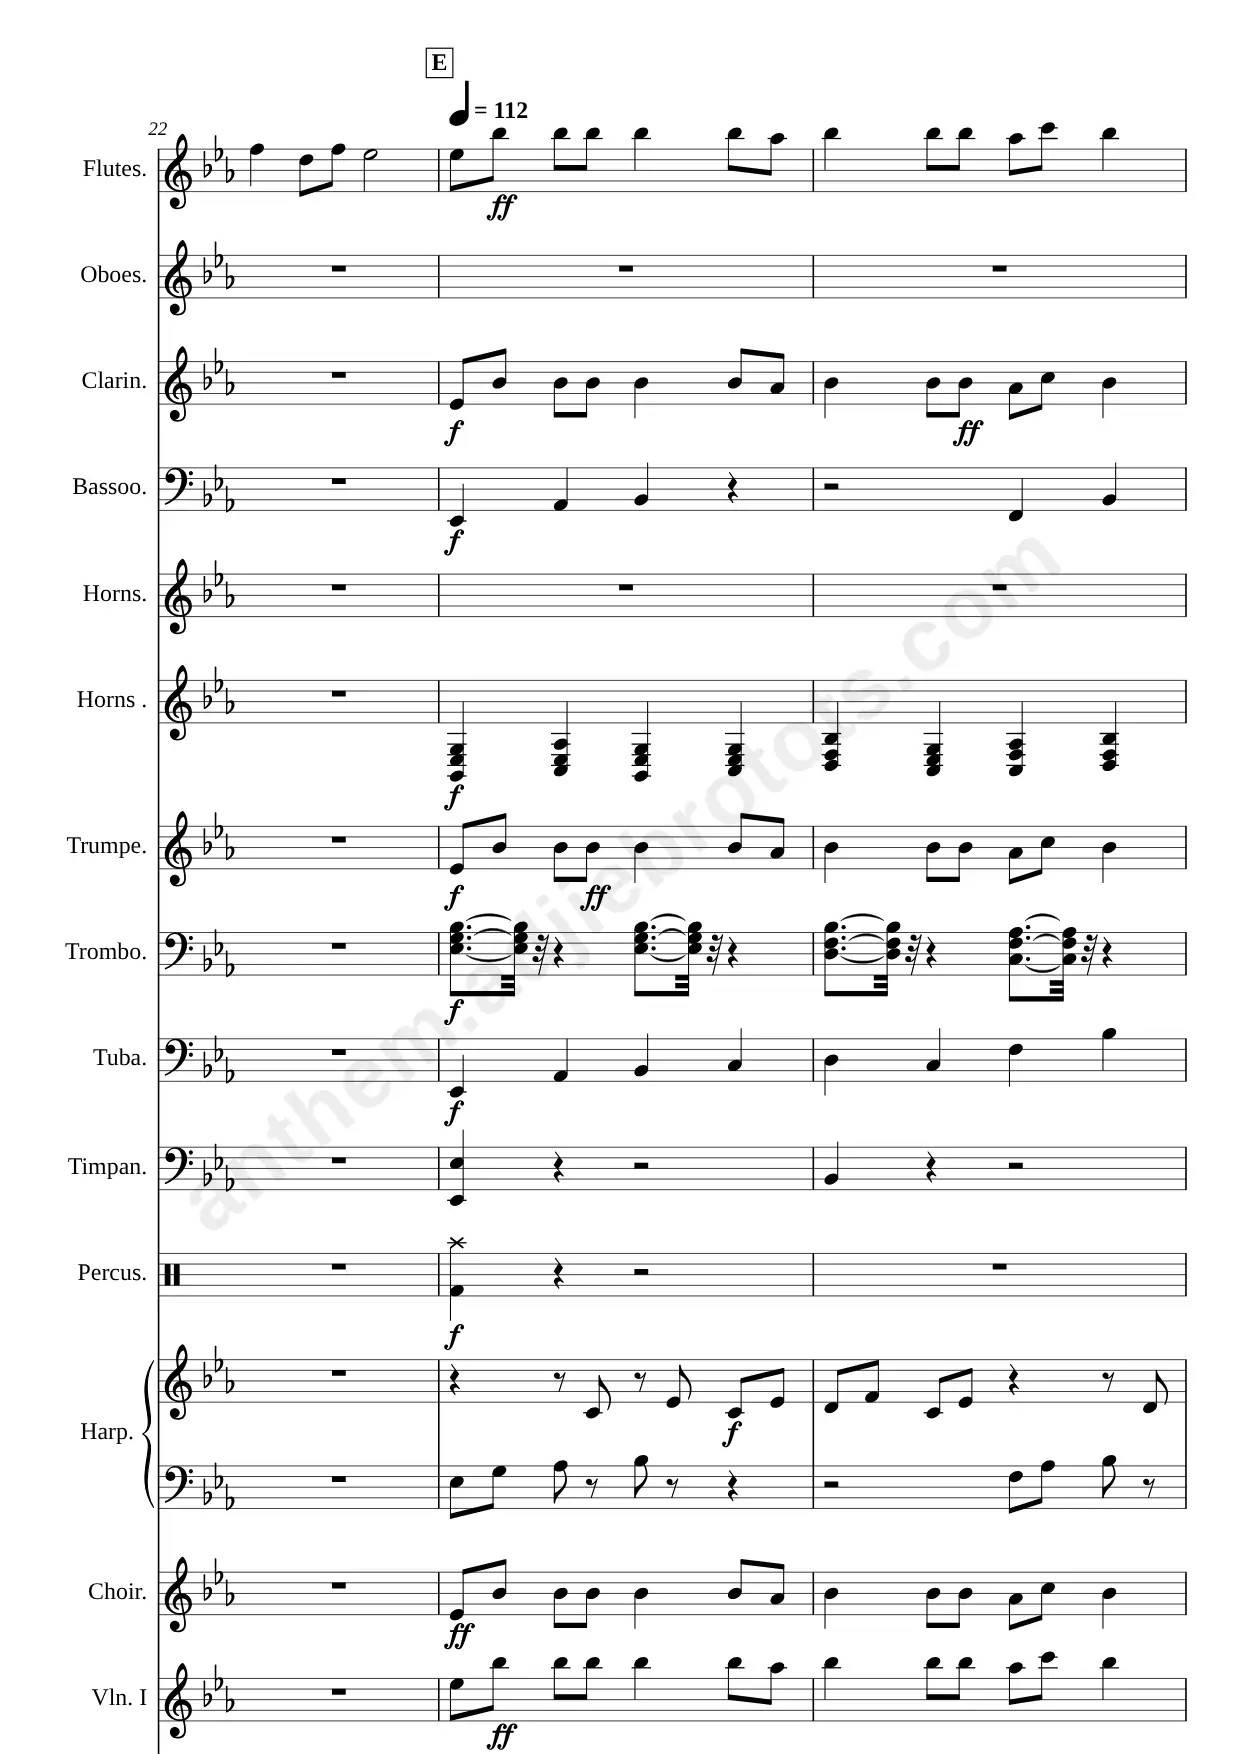 E
= 112
22
Flutes.
ff
Oboes.
Clarin.
f ff
Bassoo.
f
Horns.
Horns .
f
Trumpe.
f ff
Trombo.
f
Tuba.
f
Timpan.
Percus.
f
f
Harp.
Choir.
ff
Vln. I
ff
anthem.adjiebrotots.com